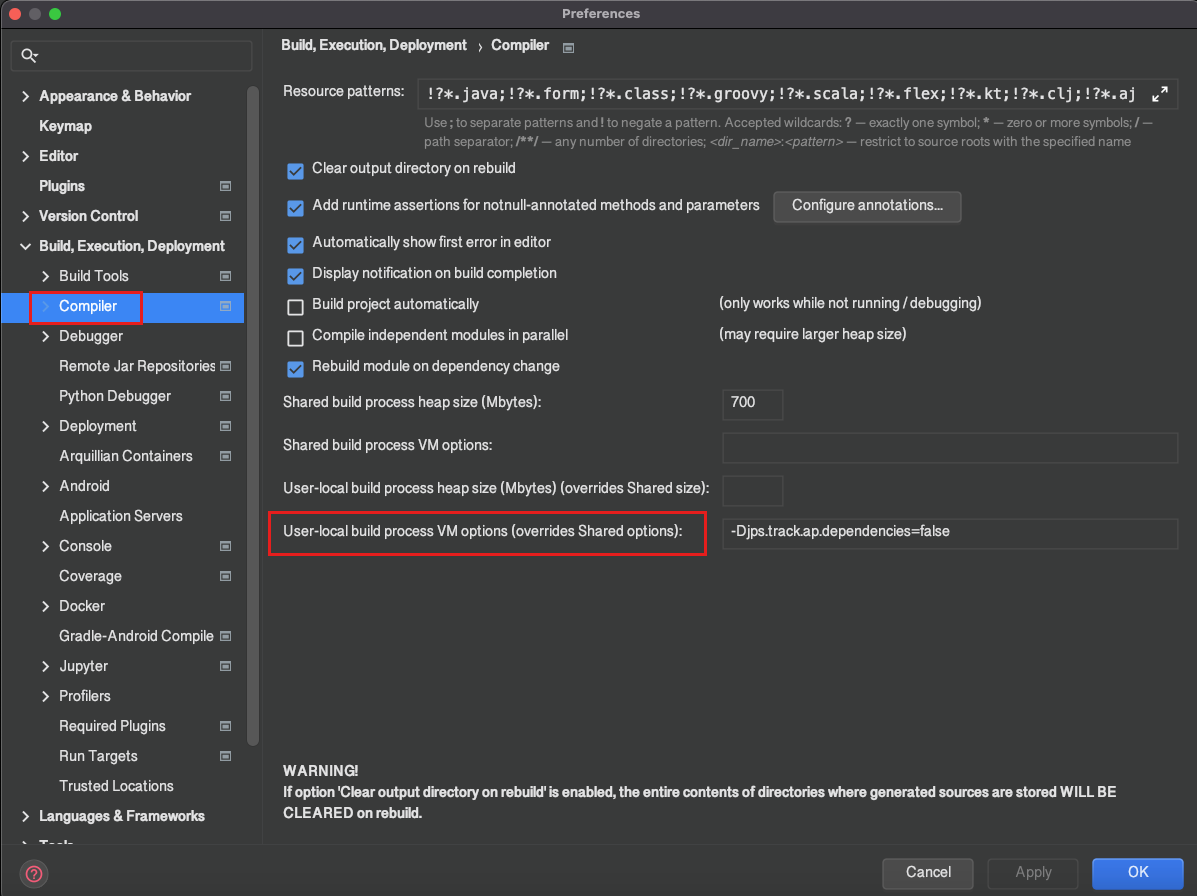 Preferences
Appearance & Behavior
Keymap
Editor
Plugins
Version Control
Build, Execution, Deployment
Build Tools
Compiler
Debugger
Remote Jar Repositories
Python Debugger
Deployment
Arquillian Containers
Android
Application Servers
Console
Coverage
Docker
Gradle-Android Compile
Jupyter
Profilers
Required Plugins
Run Targets
Trusted Locations
Languages & Frameworks
Tools
Build, Execution, Deployment › Compiler
Resource patterns: !?*.java;!?*.form;!?*.class;!?*.groovy;!?*.scala;!?*.flex;!?*.kt;!?*.clj;!?*.aj
Use ; to separate patterns and ! to negate a pattern. Accepted wildcards: ? — exactly one symbol; * — zero or more symbols; / —
path separator; /**/ — any number of directories; <dir_name>:<pattern> — restrict to source roots with the specified name
Clear output directory on rebuild
Add runtime assertions for notnull-annotated methods and parameters Configure annotations...
Automatically show first error in editor
Display notification on build completion
Build project automatically (only works while not running / debugging)
Compile independent modules in parallel (may require larger heap size)
Rebuild module on dependency change
Shared build process heap size (Mbytes): 700
Shared build process VM options:
User-local build process heap size (Mbytes) (overrides Shared size):
User-local build process VM options (overrides Shared options): -Djps.track.ap.dependencies=false
WARNING!
If option 'Clear output directory on rebuild' is enabled, the entire contents of directories where generated sources are stored WILL BE
CLEARED on rebuild.
? Cancel Apply OK